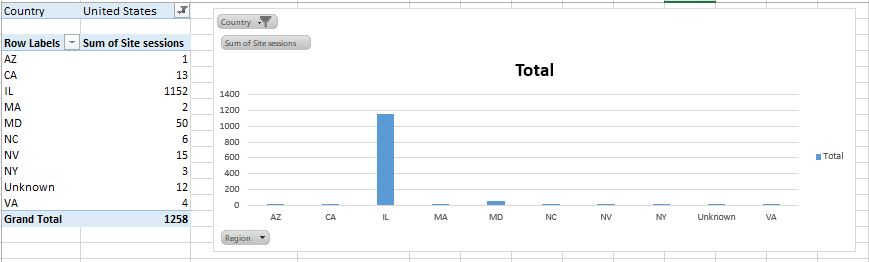 Country United States
Row Labels Sum of Site sessions
AZ 1
CA 13
IL 1152
MA 2
MD 50
NC 6
NV 15
NY 3
Unknown 12
VA 4
Grand Total 1258
Country
Sum of Site sessions
Total
1400
1200
1000
800
600
400
200
0
AZ CA IL MA MD NC NV NY Unknown VA
Total
Region